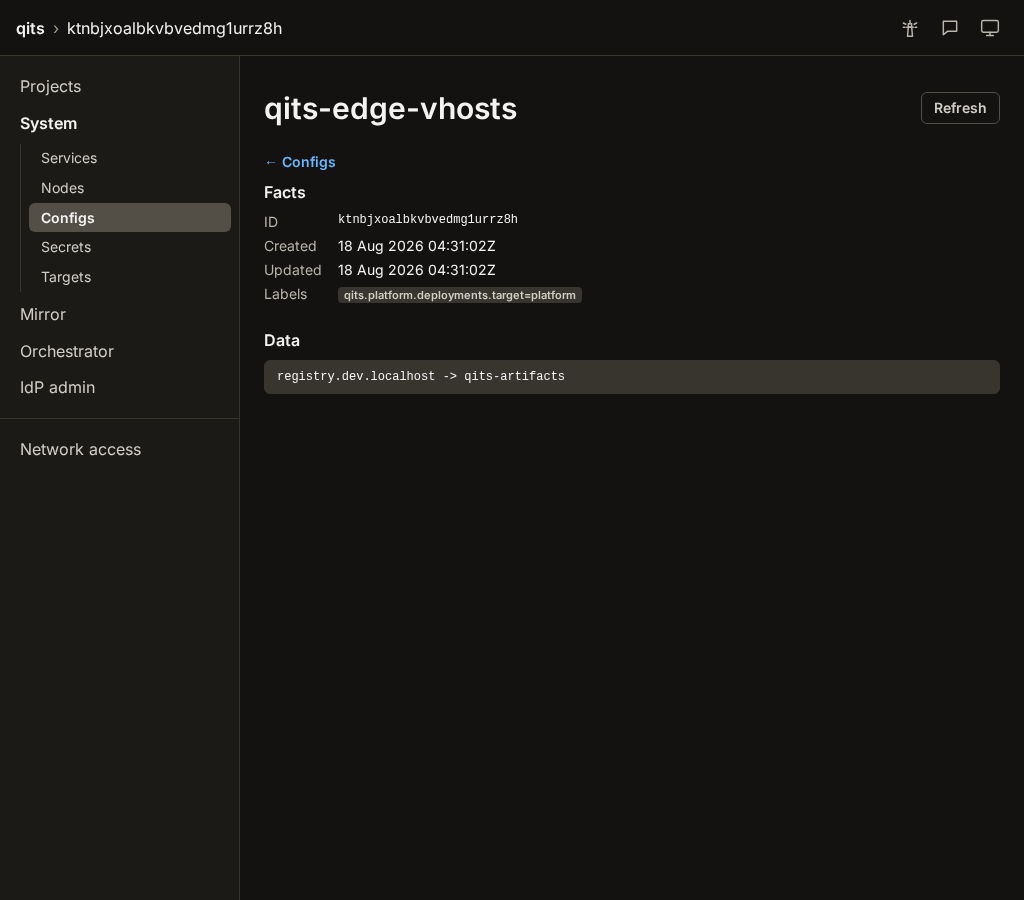 qits › ktnbjxoalbkvbvedmg1urrz8h
Projects
System
Services
Nodes
Configs
Secrets
Targets
Mirror
Orchestrator
IdP admin
Network access
qits-edge-vhosts
Refresh
← Configs
Facts
ID ktnbjxoalbkvbvedmg1urrz8h
Created 18 Aug 2026 04:31:02Z
Updated 18 Aug 2026 04:31:02Z
Labels qits.platform.deployments.target=platform
Data
registry.dev.localhost -> qits-artifacts